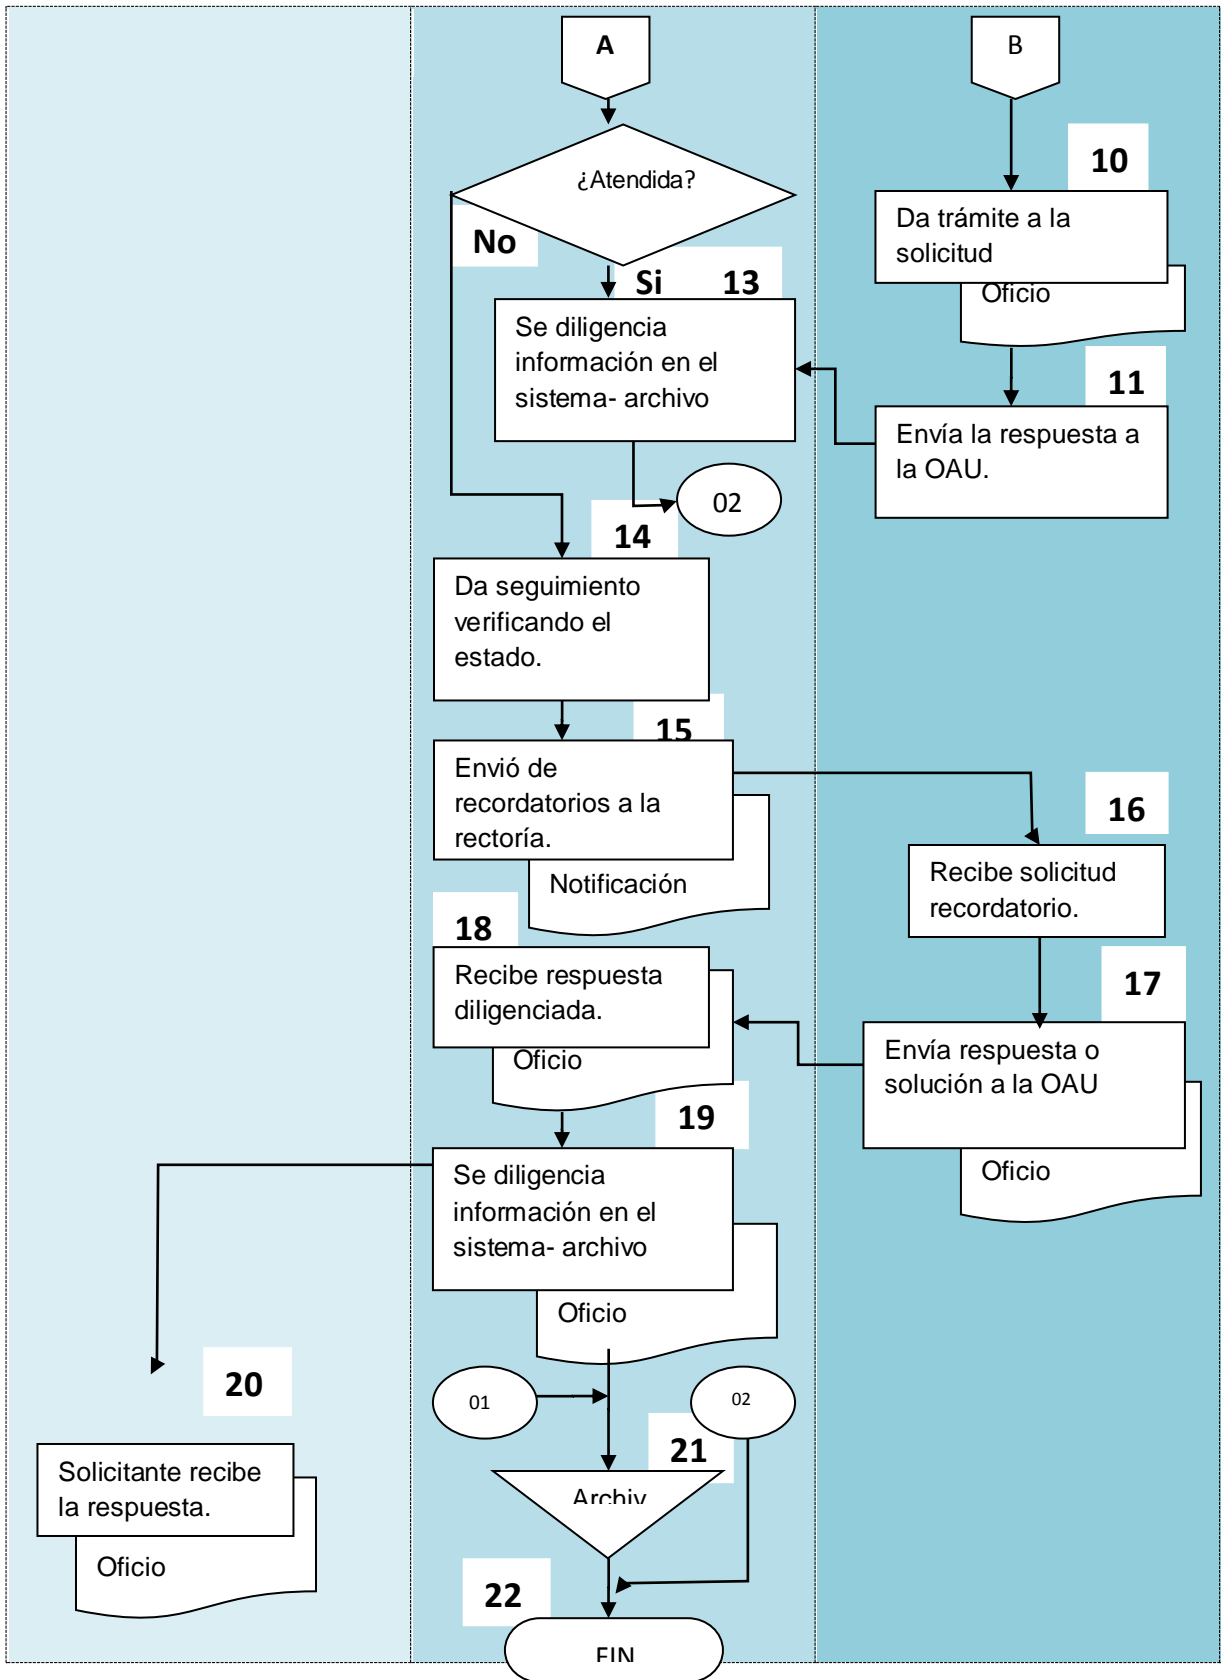 A
B
¿Atendida?
10
Da trámite a la
solicitud
No
Si
13
Oficio
Se diligencia
información en el
sistema- archivo
11
Envía la respuesta a
la OAU.
02
14
Da seguimiento
verificando el
estado.
15
Envió de
recordatorios a la
rectoría.
Notificación
16
Recibe solicitud
recordatorio.
18
Recibe respuesta
diligenciada.
Oficio
17
Envía respuesta o
solución a la OAU
Oficio
19
Se diligencia
información en el
sistema- archivo
Oficio
20
Solicitante recibe
la respuesta.
Oficio
01
02
21
Archiv
22
FIN